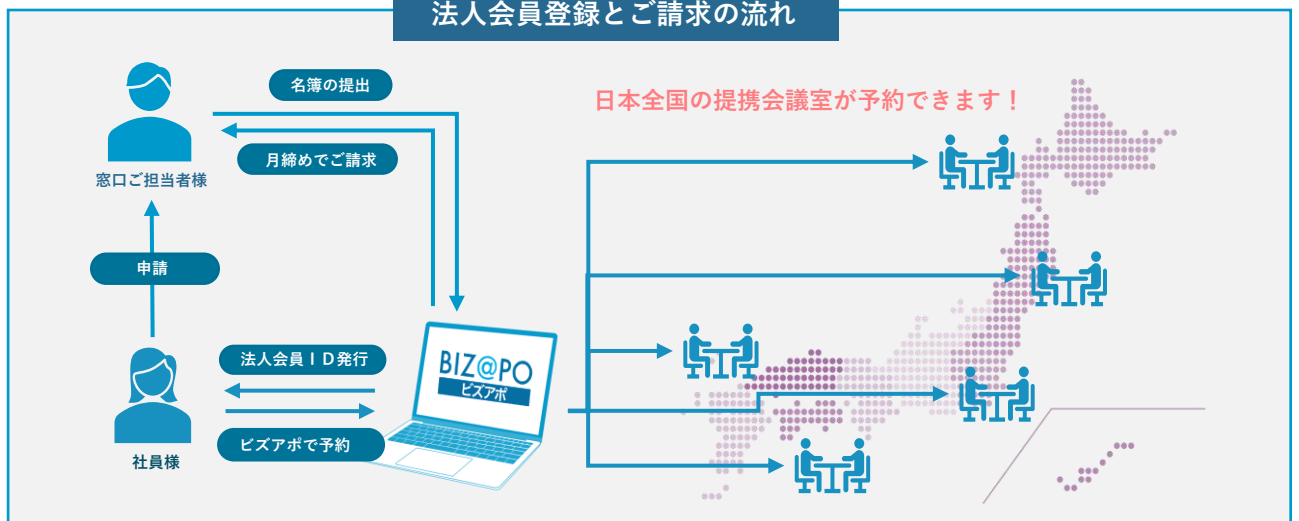 法人会員登録とご請求の流れ
名簿の提出
日本全国の提携会議室が予約できます！
月締めでご請求
窓口ご担当者様
申請
法人会員ＩＤ発行
BIZ@PO
ビズアポ
ビズアポで予約
社員様